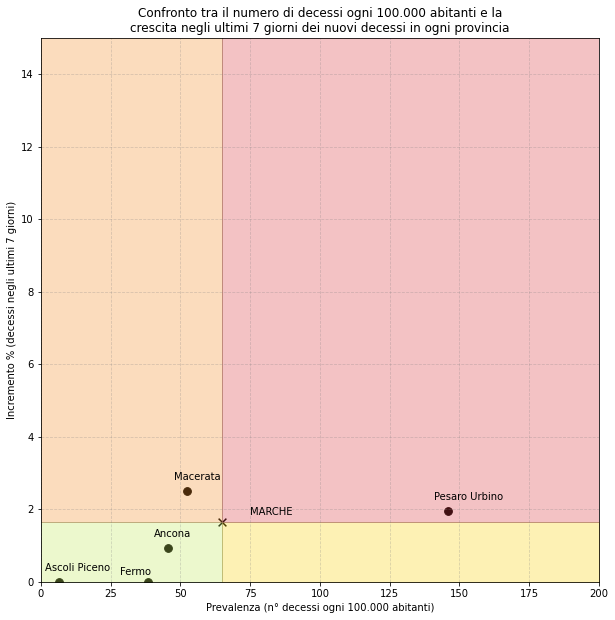 Confronto tra il numero di decessi ogni 100.000 abitanti e la
crescita negli ultimi 7 giorni dei nuovi decessi in ogni provincia
Incremento % (decessi negli ultimi 7 giorni)
14
12
10
8
6
4
2
0
Macerata
Pesaro Urbino
MARCHE
Ancona
Ascoli Piceno
Fermo
0 25 50 75 100 125 150 175 200
Prevalenza (n° decessi ogni 100.000 abitanti)